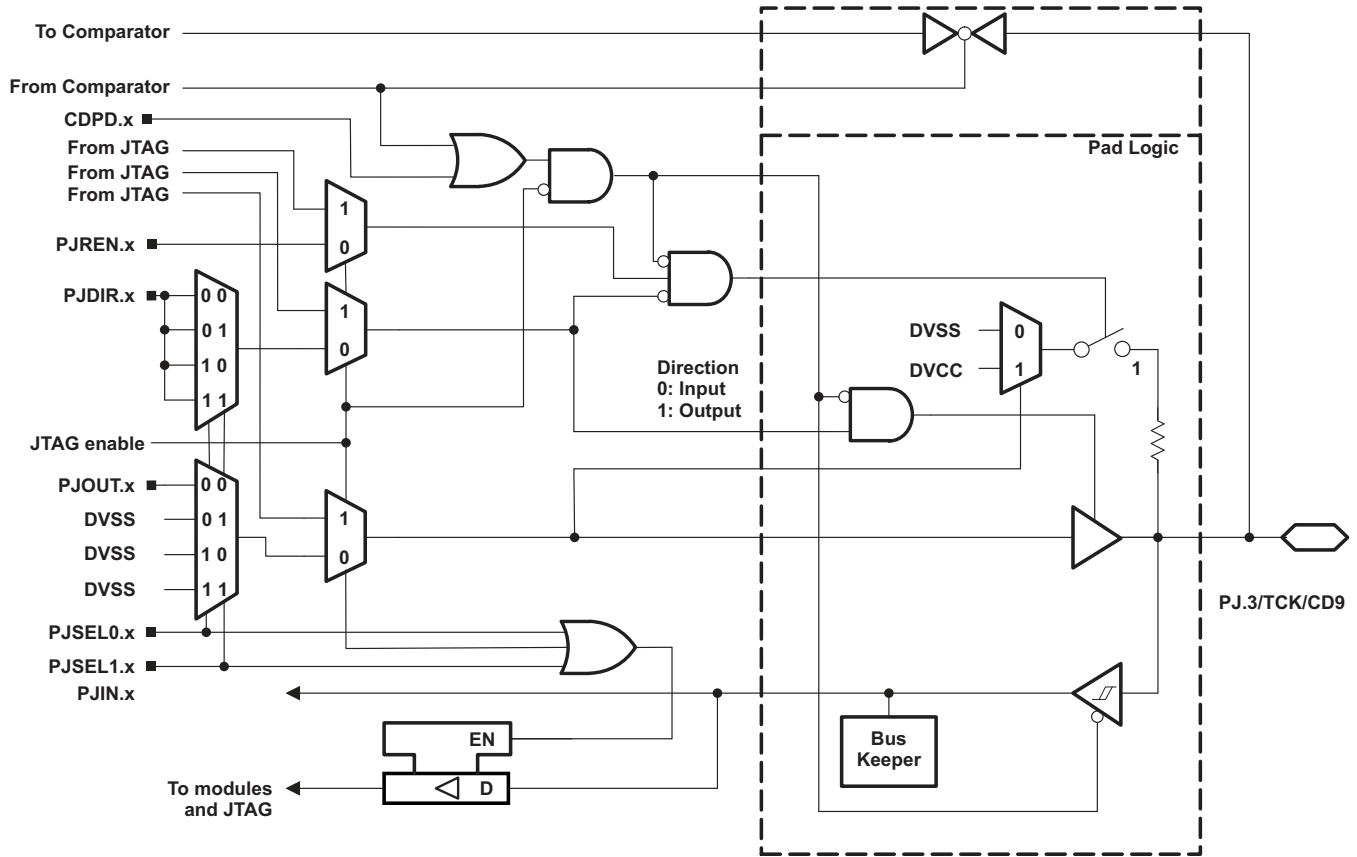 To Comparator
From Comparator
CDPD.x
From JTAG
From JTAG
From JTAG
Pad Logic
1
PJREN.x
0
PJDIR.x
0 0
1
0 1
DVSS
0
1 0
0
Direction
0: Input
1: Output
DVCC
1
1
1 1
JTAG enable
PJOUT.x
0 0
DVSS
0 1
1
DVSS
1 0
0
DVSS
1 1
PJ.3/TCK/CD9
PJSEL0.x
PJSEL1.x
PJIN.x
EN
Bus
Keeper
To modules
and JTAG
D